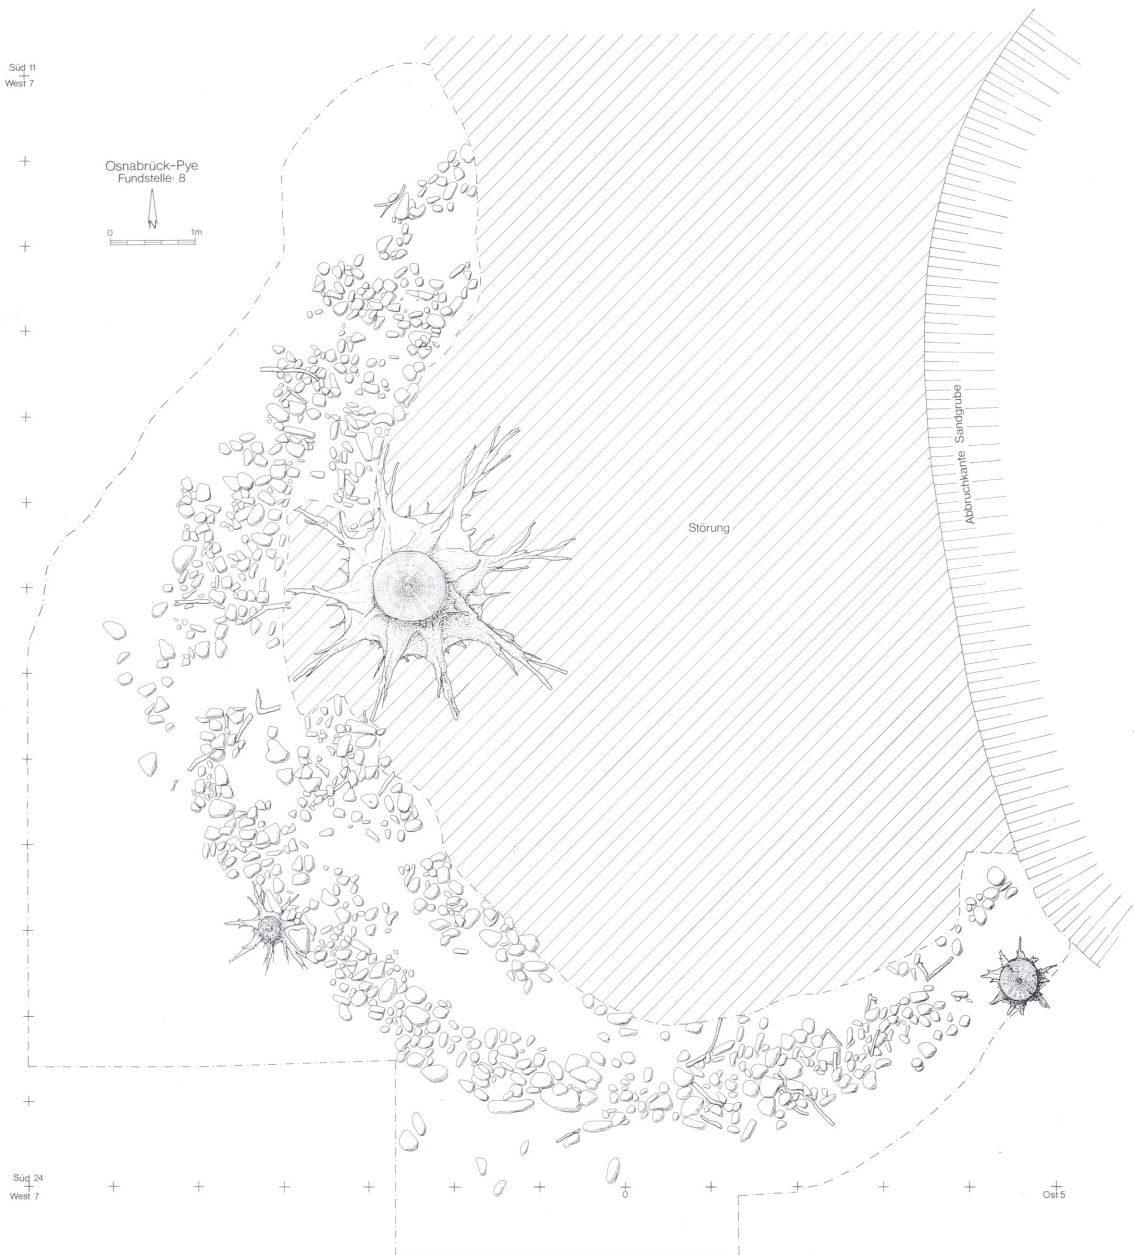 Süd 11
West 7
Osnabrück-Pye
Fundstelle: 8
0 1m
Abbruchkante Sandgrube
Störung
Süd 24
West 7
0
Ost 5